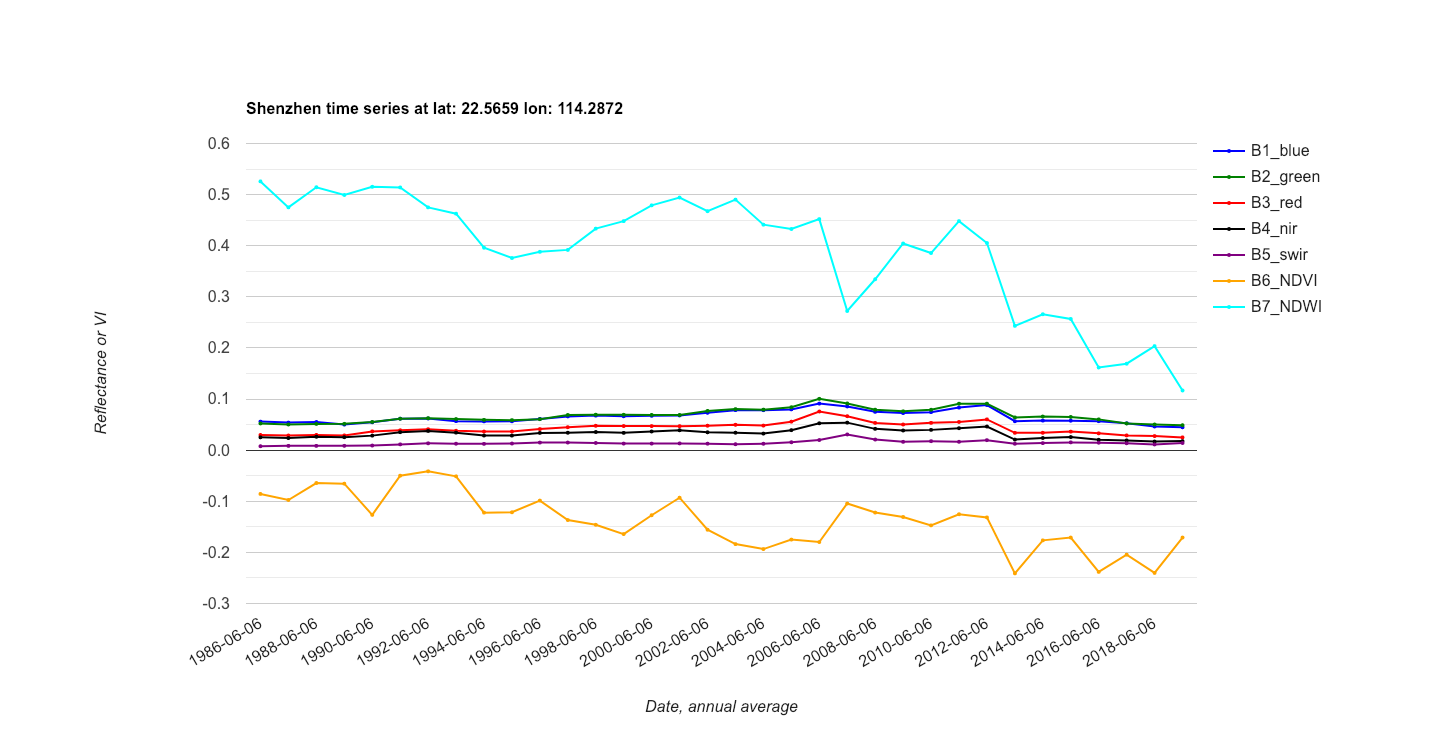 Shenzhen time series at lat: 22.5659 lon: 114.2872
Reflectance or VI
0.6
0.5
0.4
0.3
0.2
0.1
0.0
-0.1
-0.2
-0.3
B1_blue
B2_green
B3_red
B4_nir
B5_swir
B6_NDVI
B7_NDWI
1986-06-06
1988-06-06
1990-06-06
1992-06-06
1994-06-06
1996-06-06
1998-06-06
2000-06-06
2002-06-06
2004-06-06
2006-06-06
2008-06-06
2010-06-06
2012-06-06
2014-06-06
2016-06-06
2018-06-06
Date, annual average